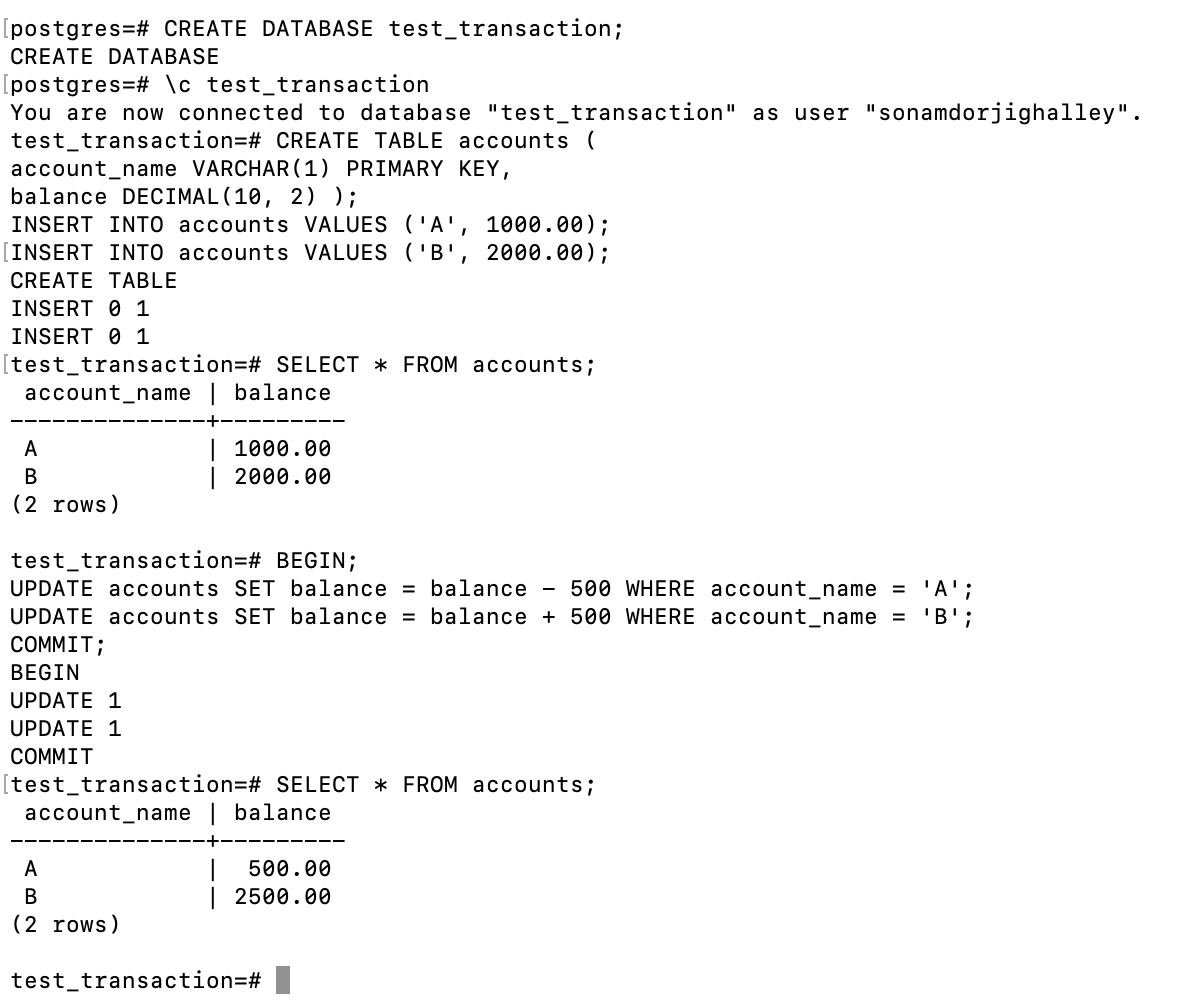 [postgres=# CREATE DATABASE test_transaction;
CREATE DATABASE
[postgres=# \c test_transaction
You are now connected to database "test_transaction" as user "sonamdorjighalley".
test_transaction=# CREATE TABLE accounts (
account_name VARCHAR(1) PRIMARY KEY,
balance DECIMAL(10, 2) );
INSERT INTO accounts VALUES ('A', 1000.00);
[INSERT INTO accounts VALUES ('B', 2000.00);
CREATE TABLE
INSERT 0 1
INSERT 0 1
[test_transaction=# SELECT * FROM accounts;
 account_name | balance
--------------+---------
 A            | 1000.00
 B            | 2000.00
(2 rows)

test_transaction=# BEGIN;
UPDATE accounts SET balance = balance - 500 WHERE account_name = 'A';
UPDATE accounts SET balance = balance + 500 WHERE account_name = 'B';
COMMIT;
BEGIN
UPDATE 1
UPDATE 1
COMMIT
[test_transaction=# SELECT * FROM accounts;
 account_name | balance
--------------+---------
 A            |  500.00
 B            | 2500.00
(2 rows)

test_transaction=#